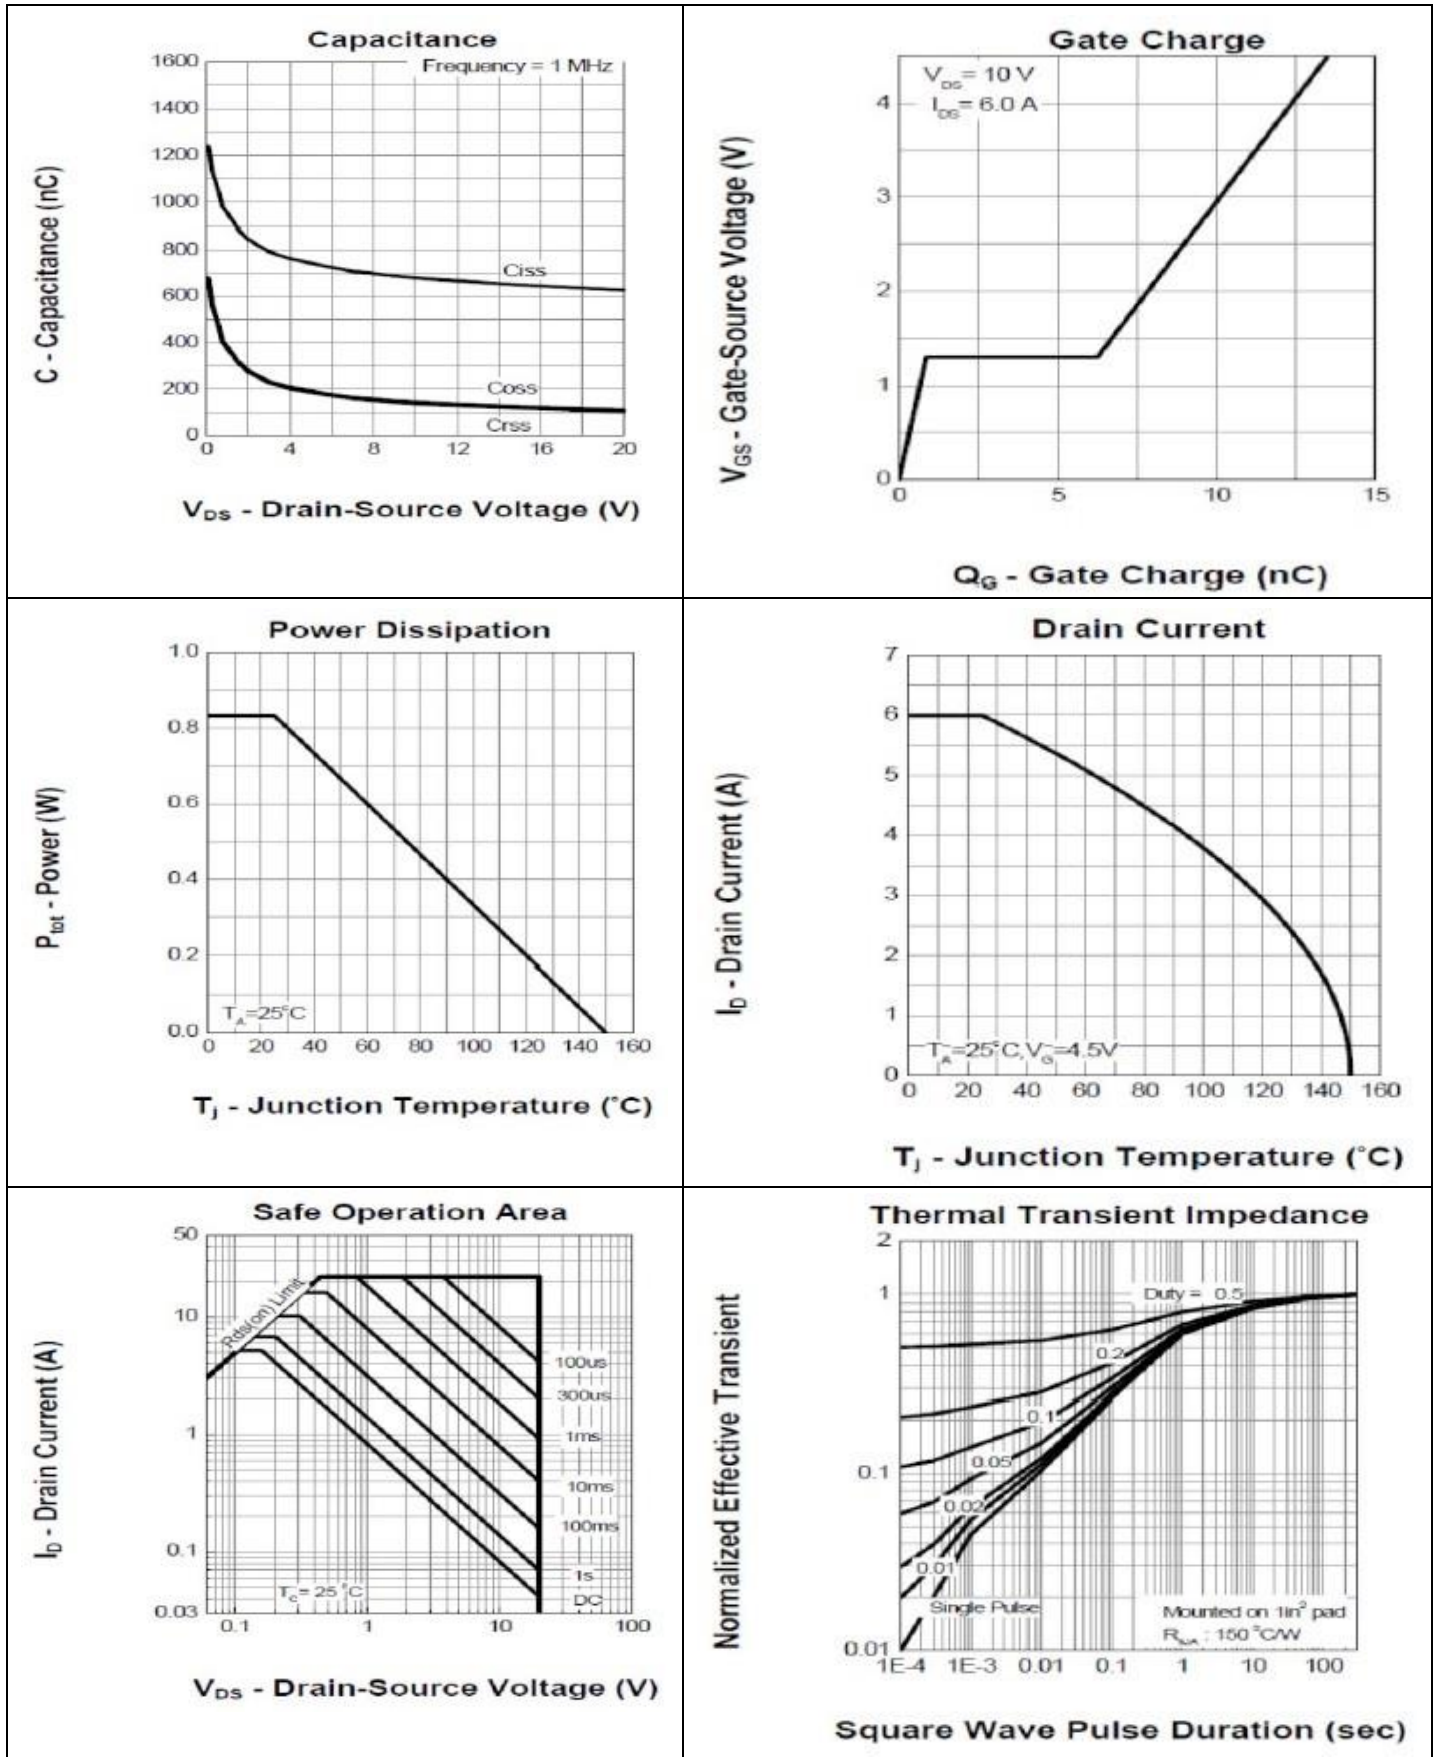 Capacitance
Frequency = 1 MHz
1600
1400
1200
1000
800
600
400
200
0
Ciss
Coss
Crss
0 4 8 12 16 20
C - Capacitance (nC)
VDS - Drain-Source Voltage (V)
Gate Charge
VDS= 10 V
IDS= 6.0 A
4
3
2
1
0
0 5 10 15
VGS - Gate-Source Voltage (V)
QG - Gate Charge (nC)
Power Dissipation
1.0
0.8
0.6
0.4
0.2
0.0
TA=25°C
0 20 40 60 80 100 120 140 160
Ptot - Power (W)
Tj - Junction Temperature (°C)
Drain Current
7
6
5
4
3
2
1
0
TA=25°C,VG=4.5V
0 20 40 60 80 100 120 140 160
ID - Drain Current (A)
Tj - Junction Temperature (°C)
Safe Operation Area
50
10
1
0.1
0.03
Rds(on) Limit
100us
300us
1ms
10ms
100ms
1s
DC
Tc= 25 °C
0.1 1 10 100
ID - Drain Current (A)
VDS - Drain-Source Voltage (V)
Thermal Transient Impedance
2
1
0.1
0.01
Duty = 0.5
0.2
0.1
0.05
0.02
0.01
Single Pulse
Mounted on 1in² pad
RθJA : 150 °C/W
1E-4 1E-3 0.01 0.1 1 10 100
Normalized Effective Transient
Square Wave Pulse Duration (sec)